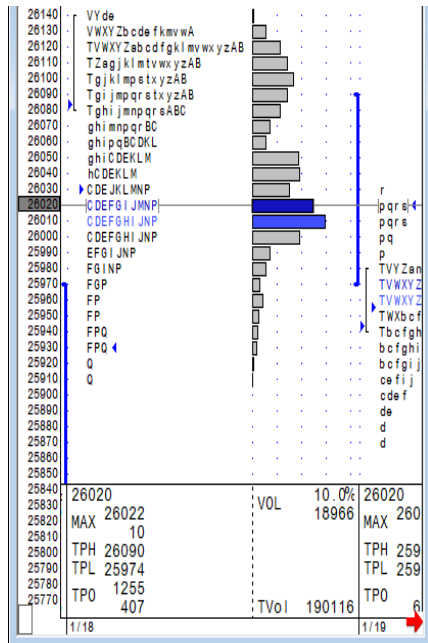 26140 VYde
26130 VWXYZbcdefkmvwA
26120 TVWXYZabcdfgklmvwxyzAB
26110 TZagjklmtvwxyzAB
26100 TgjklmpstxyzAB
26090 TgijmpqrstxyzAB
26080 TghijmnpqrsABC
26070 ghimnpqrBC
26060 ghipqBCDKL
26050 ghiCDEKLM
26040 hCDEKLM
26030 CDEJKLMNP r
26020 CDEFGIJMNP pqrs
26010 CDEFGHIJNP pqrs
26000 CDEFGHIJNP pq
25990 EFGIJNP p
25980 FGINP TVYZan
25970 FGP TVWXYZ
25960 FP TVWXYZ
25950 FP TWXbcf
25940 FPQ Tbcfgh
25930 FPQ bcfghi
25920 Q bcfgij
25910 Q cefij
25900 cdef
25890 de
25880 d
25870 d
25860
25850
25840
25830
25820
25810
25800
25790
25780
25770
26020 VOL 10.0% 26020
MAX 26022 18966 MAX 260
10
TPH 26090 TPH 259
TPL 25974 TPL 259
TPO 1255 TPO
407 TVol 190116 6
1/18 1/19